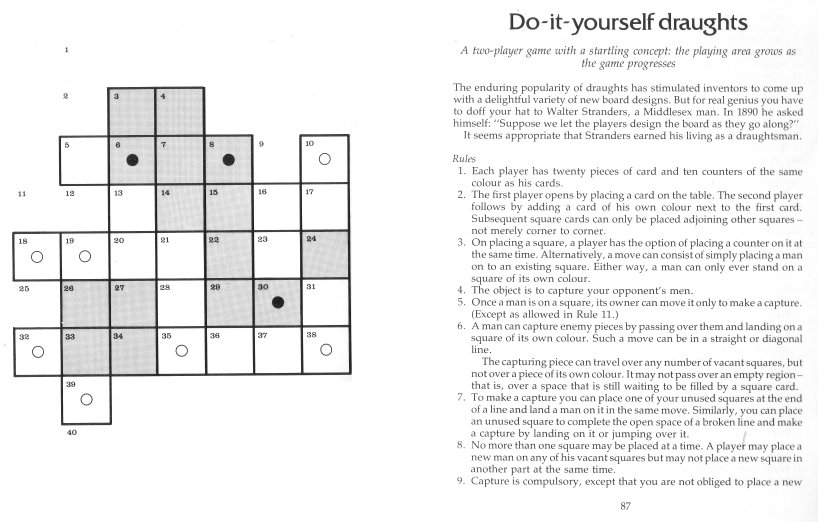 1
2
3 4
5 6 7 8 9 10
11 12 13 14 15 16 17
18 19 20 21 22 23 24
25 26 27 28 29 30 31
32 33 34 35 36 37 38
39
40
Do-it-yourself draughts
A two-player game with a startling concept: the playing area grows as
the game progresses
The enduring popularity of draughts has stimulated inventors to come up
with a delightful variety of new board designs. But for real genius you have
to doff your hat to Walter Stranders, a Middlesex man. In 1890 he asked
himself: "Suppose we let the players design the board as they go along?"
It seems appropriate that Stranders earned his living as a draughtsman.
Rules
1. Each player has twenty pieces of card and ten counters of the same
colour as his cards.
2. The first player opens by placing a card on the table. The second player
follows by adding a card of his own colour next to the first card.
Subsequent square cards can only be placed adjoining other squares –
not merely corner to corner.
3. On placing a square, a player has the option of placing a counter on it at
the same time. Alternatively, a move can consist of simply placing a man
on to an existing square. Either way, a man can only ever stand on a
square of its own colour.
4. The object is to capture your opponent's men.
5. Once a man is on a square, its owner can move it only to make a capture.
(Except as allowed in Rule 11.)
6. A man can capture enemy pieces by passing over them and landing on a
square of its own colour. Such a move can be in a straight or diagonal
line.
The capturing piece can travel over any number of vacant squares, but
not over a piece of its own colour. It may not pass over an empty region –
that is, over a space that is still waiting to be filled by a square card.
7. To make a capture you can place one of your unused squares at the end
of a line and land a man on it in the same move. Similarly, you can place
an unused square to complete the open space of a broken line and make
a capture by landing on it or jumping over it.
8. No more than one square may be placed at a time. A player may place a
new man on any of his vacant squares but may not place a new square in
another part at the same time.
9. Capture is compulsory, except that you are not obliged to place a new
87